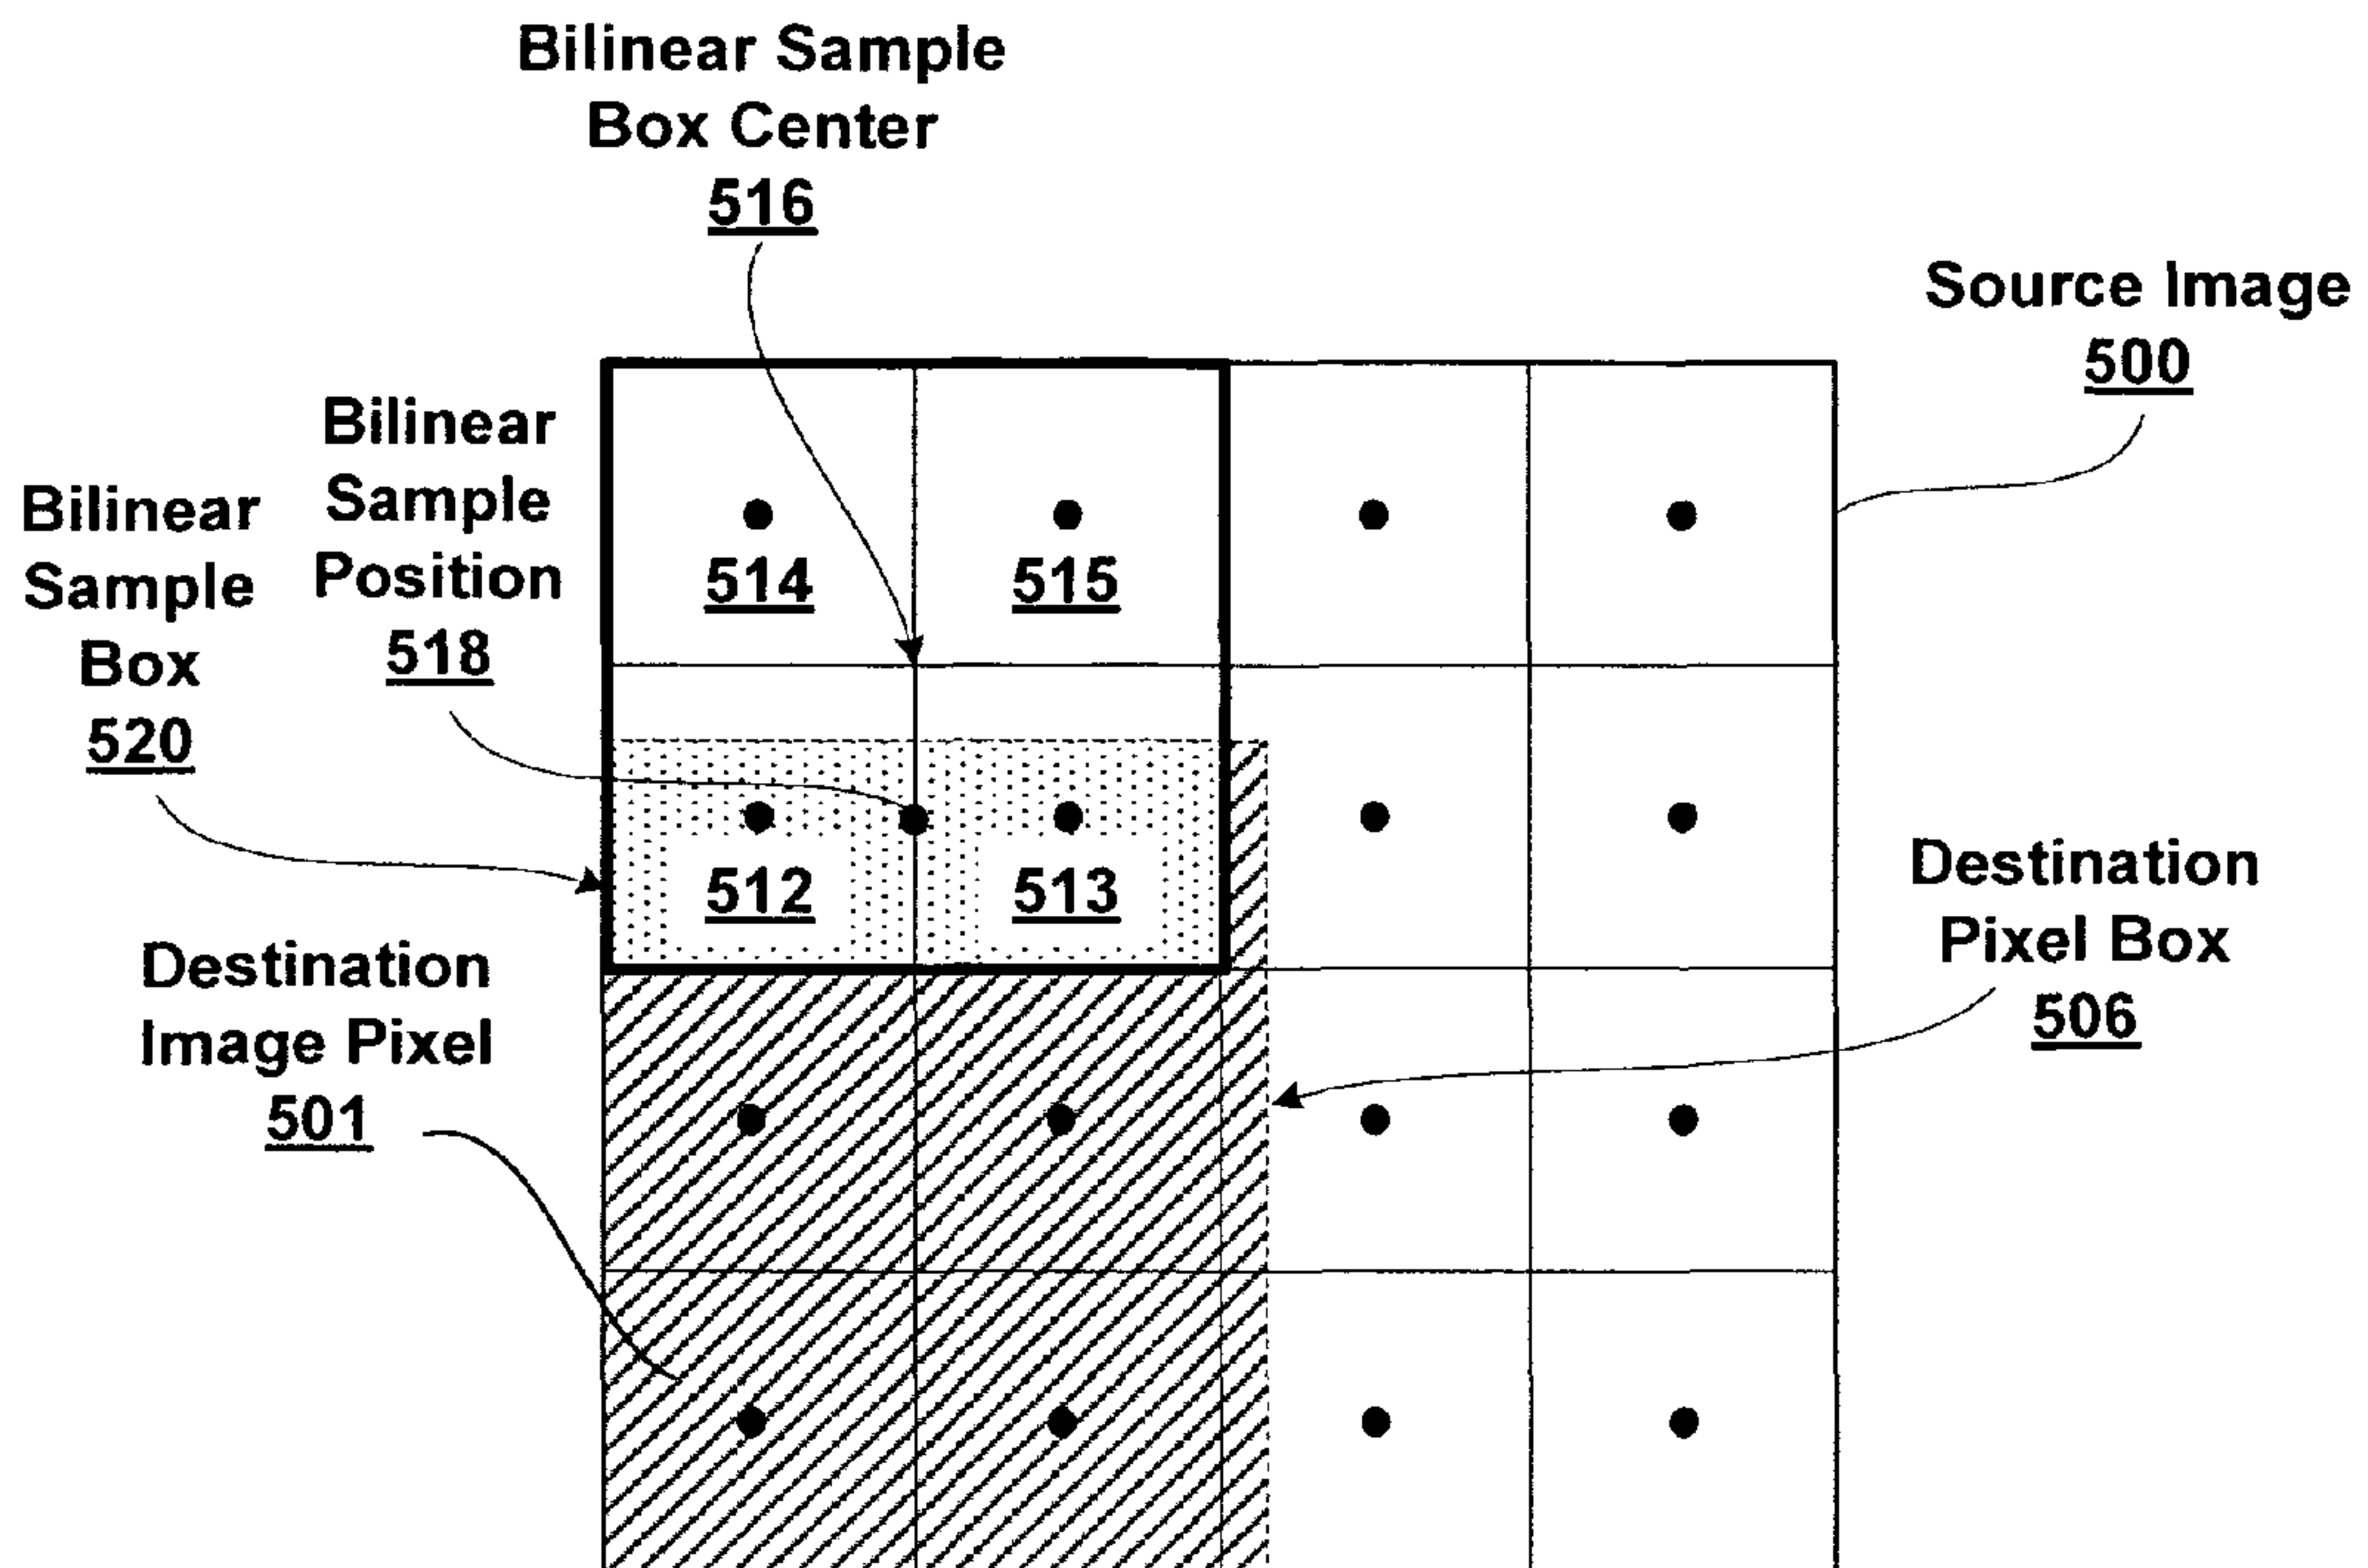 Bilinear Sample
Box Center
516
Source Image
500
Bilinear
Sample
Position
518
Bilinear
Sample
Box
520
514
515
512
513
Destination
Pixel Box
506
Destination
Image Pixel
501